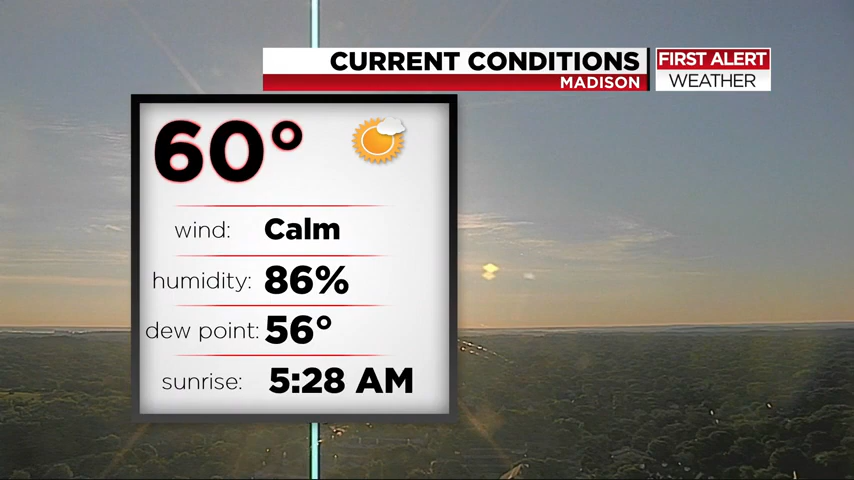 CURRENT CONDITIONS
MADISON
FIRST ALERT
WEATHER
60°
wind: Calm
humidity: 86%
dew point: 56°
sunrise: 5:28 AM